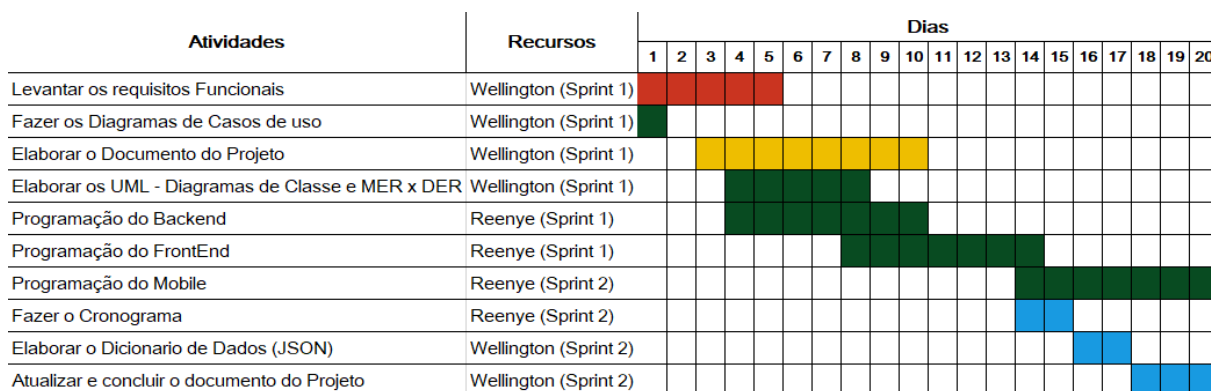 Atividades Recursos Dias
1 2 3 4 5 6 7 8 9 10 11 12 13 14 15 16 17 18 19 20
Levantar os requisitos Funcionais Wellington (Sprint 1)
Fazer os Diagramas de Casos de uso Wellington (Sprint 1)
Elaborar o Documento do Projeto Wellington (Sprint 1)
Elaborar os UML - Diagramas de Classe e MER x DER Wellington (Sprint 1)
Programação do Backend Reenye (Sprint 1)
Programação do FrontEnd Reenye (Sprint 1)
Programação do Mobile Reenye (Sprint 2)
Fazer o Cronograma Reenye (Sprint 2)
Elaborar o Dicionario de Dados (JSON) Wellington (Sprint 2)
Atualizar e concluir o documento do Projeto Wellington (Sprint 2)